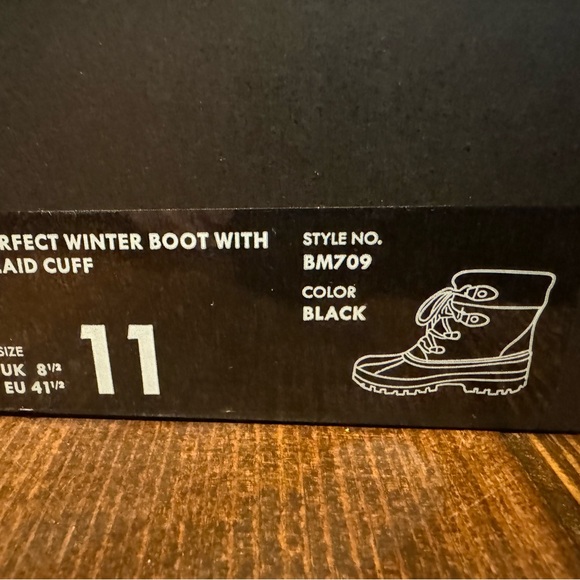 RFECT WINTER BOOT WITH
AID CUFF
SIZE
UK 8 1/2
EU 41 1/2
11
STYLE NO.
BM709
COLOR
BLACK